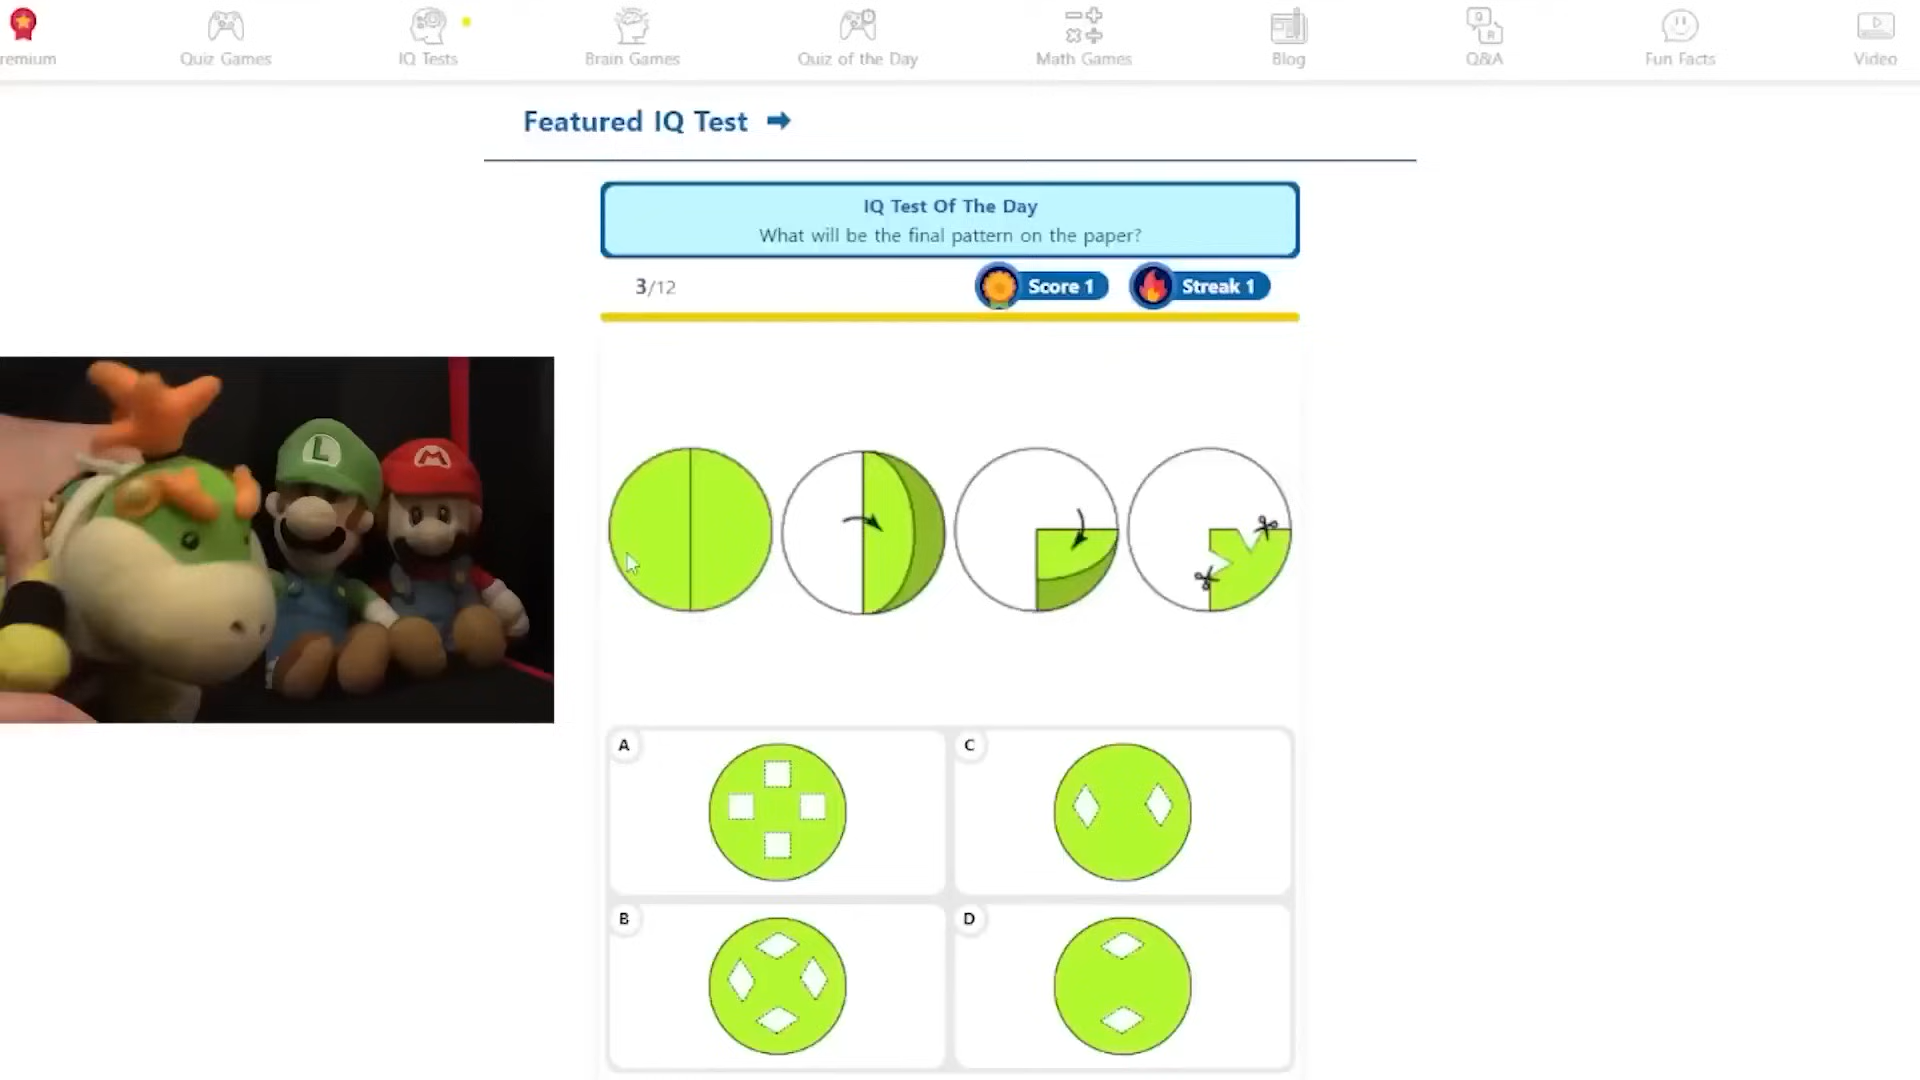 remium
Quiz Games
IQ Tests
Brain Games
Quiz of the Day
Math Games
Blog
Q&A
Fun Facts
Video
Featured IQ Test
IQ Test Of The Day
What will be the final pattern on the paper?
3/12
Score 1
Streak 1
L
M
A
C
B
D